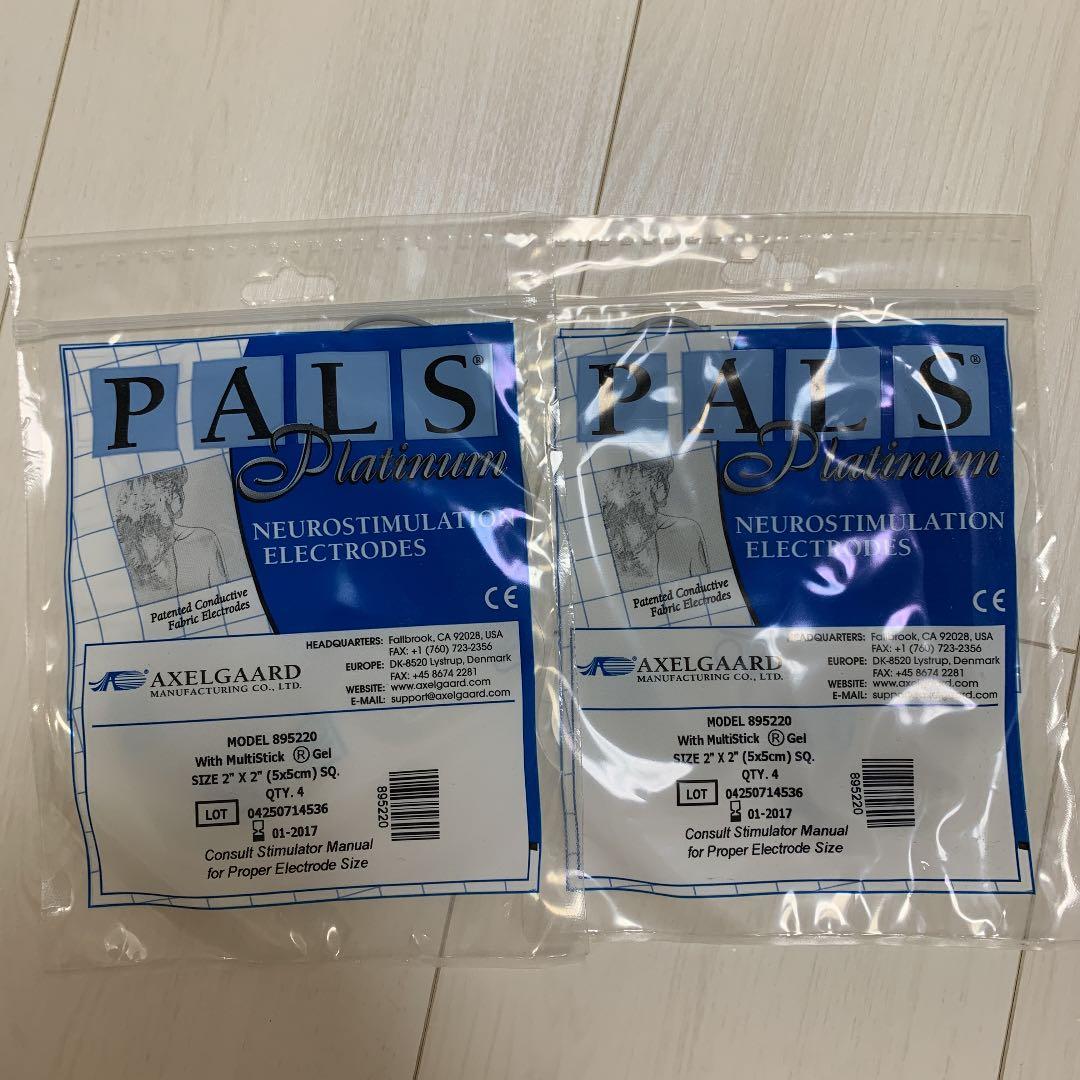 PALS®
Platinum
NEUROSTIMULATION
ELECTRODES
Patented Conductive
Fabric Electrodes
CE
AXELGAARD
MANUFACTURING CO., LTD.
HEADQUARTERS: Fallbrook, CA 92028, USA
FAX: +1 (760) 723-2356
EUROPE: DK-8520 Lystrup, Denmark
FAX: +45 8674 2281
WEBSITE: www.axelgaard.com
E-MAIL: support@axelgaard.com
MODEL 895220
With MultiStick ® Gel
SIZE 2" X 2" (5x5cm) SQ.
QTY. 4
LOT 04250714536
01-2017
Consult Stimulator Manual
for Proper Electrode Size
895220
PALS®
Platinum
NEUROSTIMULATION
ELECTRODES
Patented Conductive
Fabric Electrodes
CE
AXELGAARD
MANUFACTURING CO., LTD.
HEADQUARTERS: Fallbrook, CA 92028, USA
FAX: +1 (760) 723-2356
EUROPE: DK-8520 Lystrup, Denmark
FAX: +45 8674 2281
WEBSITE: www.axelgaard.com
E-MAIL:
MODEL 895220
With MultiStick ® Gel
SIZE 2" X 2" (5x5cm) SQ.
QTY. 4
LOT 04250714536
01-2017
Consult Stimulator Manual
for Proper Electrode Size
895220